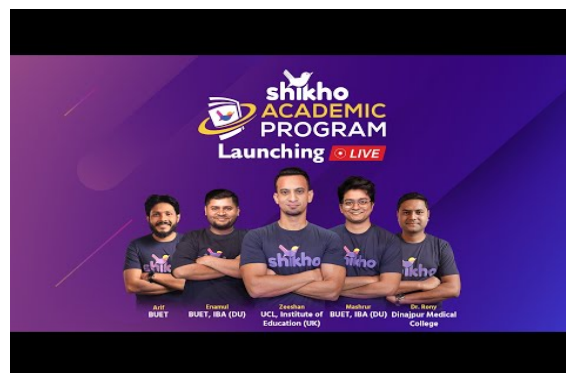 shikho
ACADEMIC
PROGRAM
Launching LIVE
shikho
shikho
shikho
shikho
Arif
BUET
Enamul
BUET, IBA (DU)
Zeeshan
UCL, Institute of
Education (UK)
Mashrur
BUET, IBA (DU)
Dr. Rony
Dinajpur Medical
College